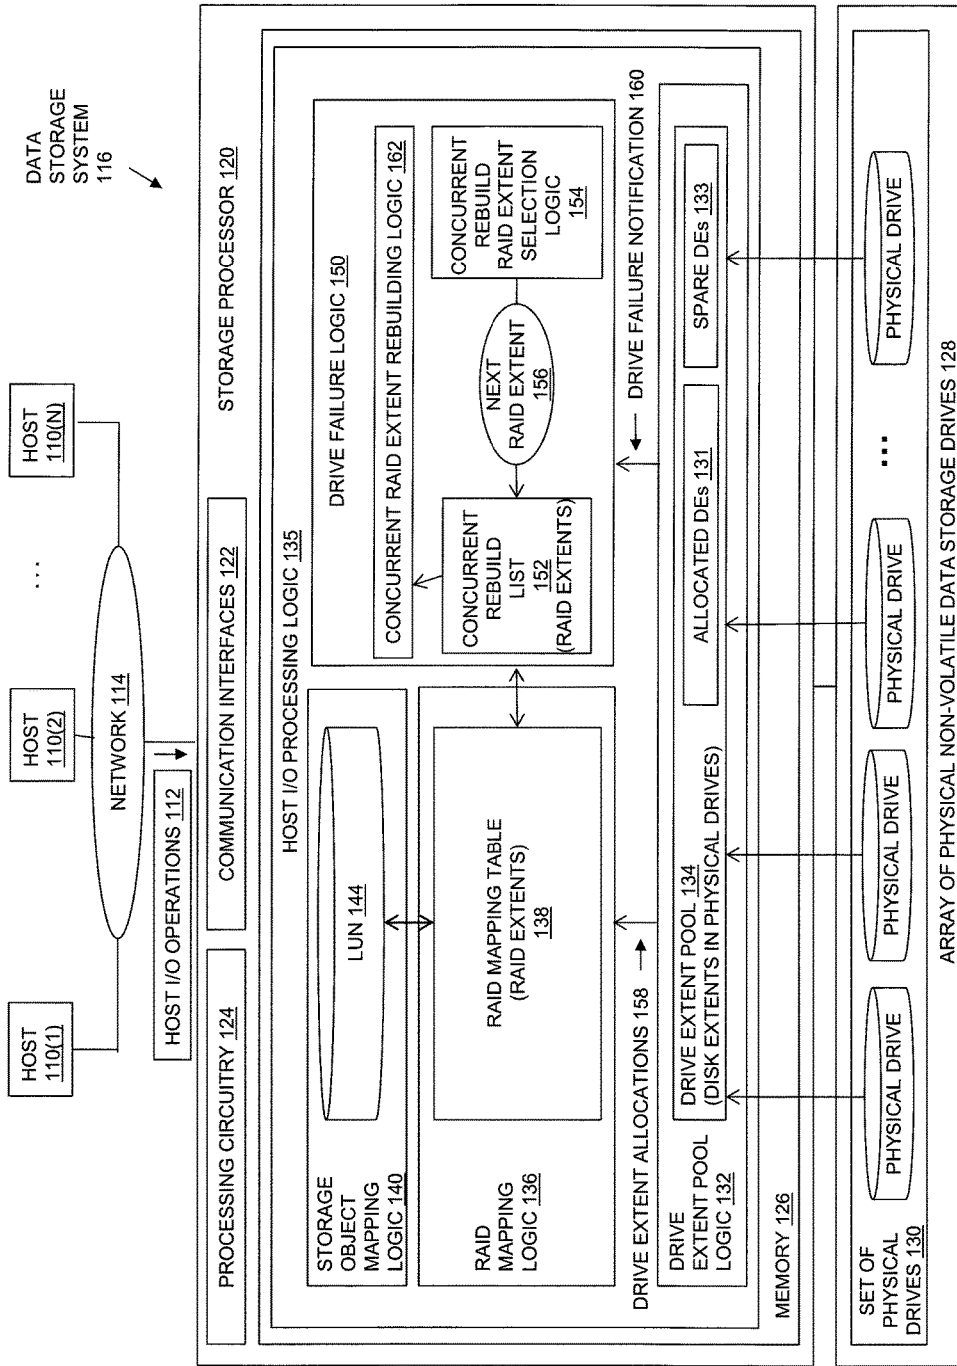 DATA
STORAGE
SYSTEM
116
HOST
110(1)
HOST
110(2)
. . .
HOST
110(N)
NETWORK 114
HOST I/O OPERATIONS 112
STORAGE PROCESSOR 120
PROCESSING CIRCUITRY 124
COMMUNICATION INTERFACES 122
HOST I/O PROCESSING LOGIC 135
STORAGE
OBJECT
MAPPING
LOGIC 140
LUN 144
RAID
MAPPING
LOGIC 136
RAID MAPPING TABLE
(RAID EXTENTS)
138
DRIVE FAILURE LOGIC 150
CONCURRENT RAID EXTENT REBUILDING LOGIC 162
CONCURRENT
REBUILD
LIST
152
(RAID EXTENTS)
NEXT
RAID EXTENT
156
CONCURRENT
REBUILD
RAID EXTENT
SELECTION
LOGIC
154
DRIVE EXTENT ALLOCATIONS 158
DRIVE FAILURE NOTIFICATION 160
DRIVE
EXTENT POOL
LOGIC 132
DRIVE EXTENT POOL 134
(DISK EXTENTS IN PHYSICAL DRIVES)
ALLOCATED DEs 131
SPARE DEs 133
MEMORY 126
SET OF
PHYSICAL
DRIVES 130
PHYSICAL DRIVE
PHYSICAL DRIVE
PHYSICAL DRIVE
...
PHYSICAL DRIVE
ARRAY OF PHYSICAL NON-VOLATILE DATA STORAGE DRIVES 128